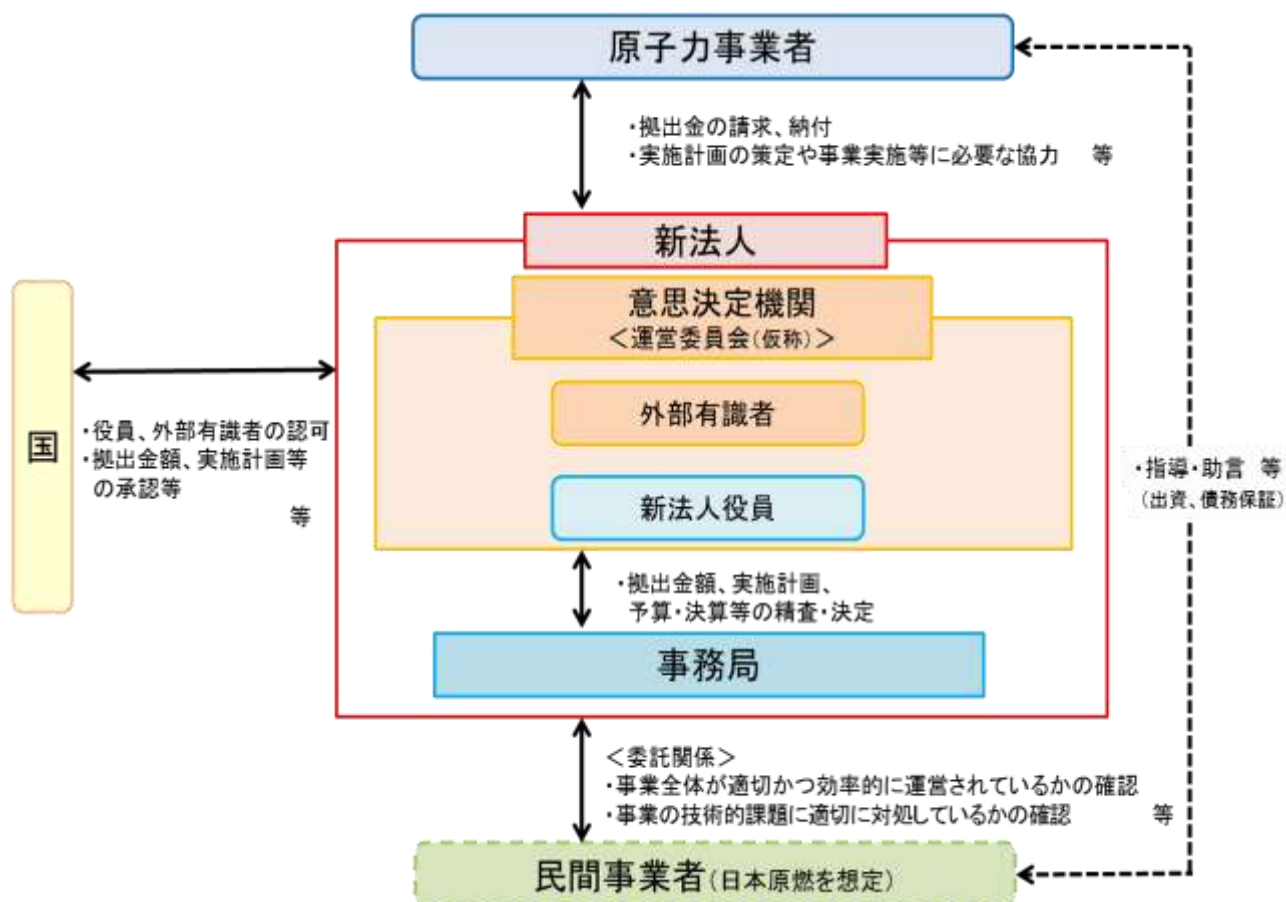 原子力事業者
・拠出金の請求、納付
・実施計画の策定や事業実施等に必要な協力　等
新法人
意思決定機関
＜運営委員会(仮称)＞
外部有識者
新法人役員
国
・役員、外部有識者の認可
・拠出金額、実施計画等
の承認等
等
・指導・助言　等
（出資、債務保証）
・拠出金額、実施計画、
予算・決算等の精査・決定
事務局
＜委託関係＞
・事業全体が適切かつ効率的に運営されているかの確認
・事業の技術的課題に適切に対処しているかの確認　等
民間事業者(日本原燃を想定)